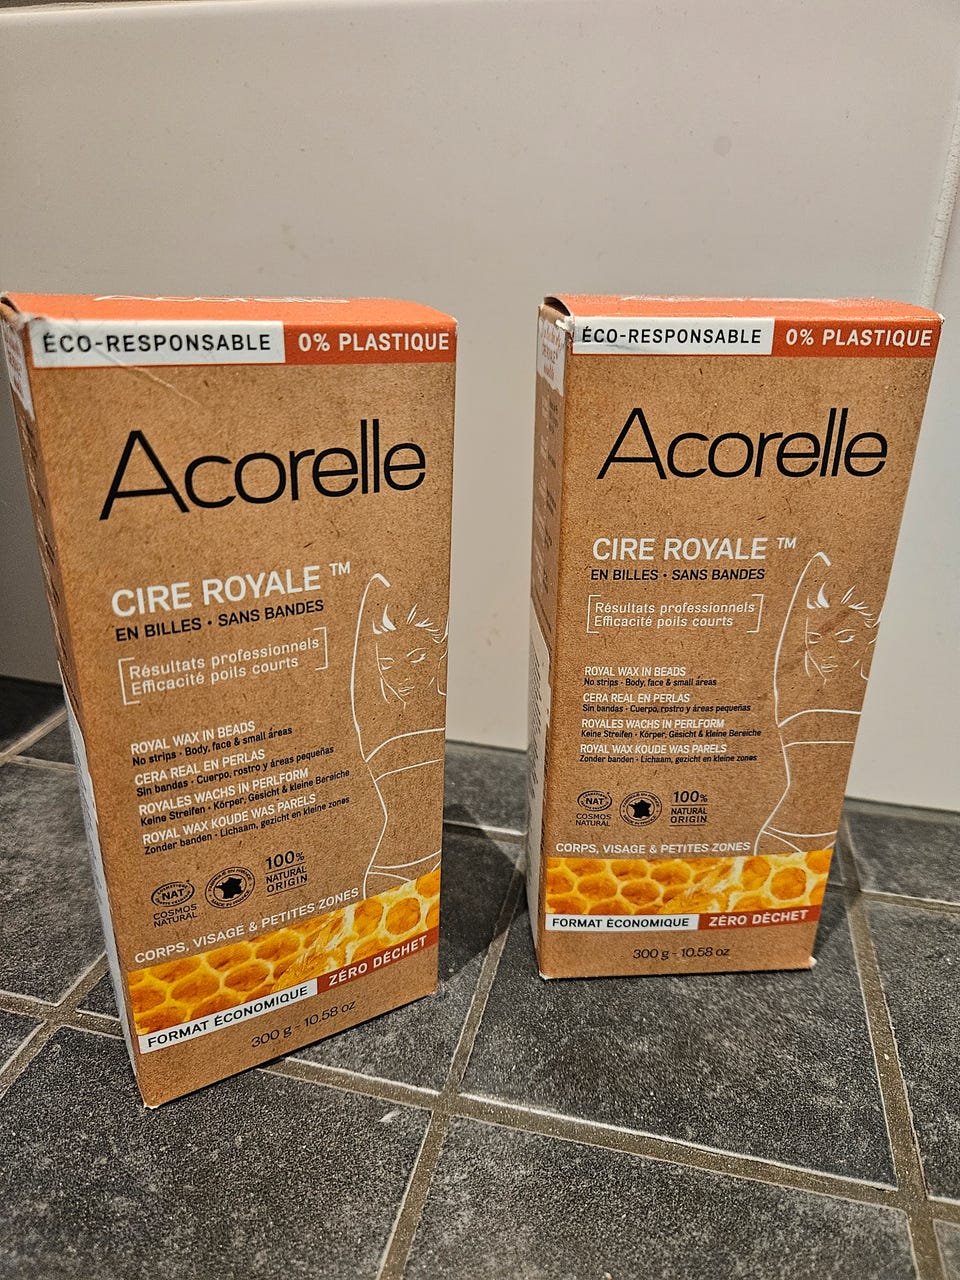 ÉCO-RESPONSABLE
0% PLASTIQUE
Acorelle
CIRE ROYALE ™
EN BILLES • SANS BANDES
Résultats professionnels
Efficacité poils courts
ROYAL WAX IN BEADS
No strips - Body, face & small areas
CERA REAL EN PERLAS
Sin bandas - Cuerpo, rostro y áreas pequeñas
ROYALES WACHS IN PERLFORM
Keine Streifen - Körper, Gesicht & kleine Bereiche
ROYAL WAX KOUDE WAS PARELS
Zonder banden - Lichaam, gezicht en kleine zones
NAT
COSMOS
NATURAL
100%
NATURAL
ORIGIN
CORPS, VISAGE & PETITES ZONES
FORMAT ÉCONOMIQUE
ZÉRO DÉCHET
300 g - 10.58 oz
ÉCO-RESPONSABLE
0% PLASTIQUE
Acorelle
CIRE ROYALE ™
EN BILLES • SANS BANDES
Résultats professionnels
Efficacité poils courts
ROYAL WAX IN BEADS
No strips - Body, face & small areas
CERA REAL EN PERLAS
Sin bandas - Cuerpo, rostro y áreas pequeñas
ROYALES WACHS IN PERLFORM
Keine Streifen - Körper, Gesicht & kleine Bereiche
ROYAL WAX KOUDE WAS PARELS
Zonder banden - Lichaam, gezicht en kleine zones
NAT
COSMOS
NATURAL
100%
NATURAL
ORIGIN
CORPS, VISAGE & PETITES ZONES
FORMAT ÉCONOMIQUE
ZÉRO DÉCHET
300 g - 10.58 oz